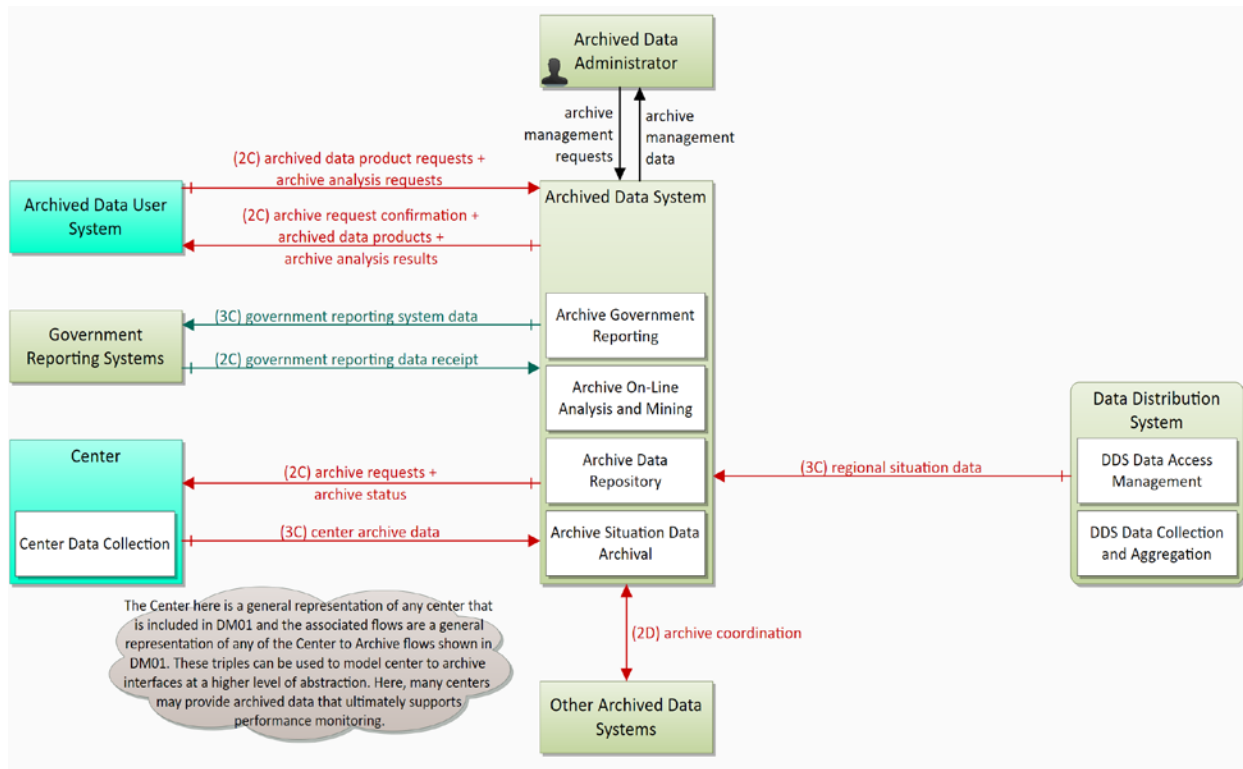 Archived Data
Administrator
archive
management
requests
archive
management
data
(2C) archived data product requests +
archive analysis requests
Archived Data User
System
(2C) archive request confirmation +
archived data products +
archive analysis results
Archived Data System
(3C) government reporting system data
Government
Reporting Systems
(2C) government reporting data receipt
Archive Government
Reporting
Archive On-Line
Analysis and Mining
Archive Data
Repository
Archive Situation Data
Archival
Center
(2C) archive requests +
archive status
Center Data Collection
(3C) center archive data
(3C) regional situation data
Data Distribution
System
DDS Data Access
Management
DDS Data Collection
and Aggregation
The Center here is a general representation of any center that
is included in DM01 and the associated flows are a general
representation of any of the Center to Archive flows shown in
DM01. These triples can be used to model center to archive
interfaces at a higher level of abstraction. Here, many centers
may provide archived data that ultimately supports
performance monitoring.
(2D) archive coordination
Other Archived Data
Systems